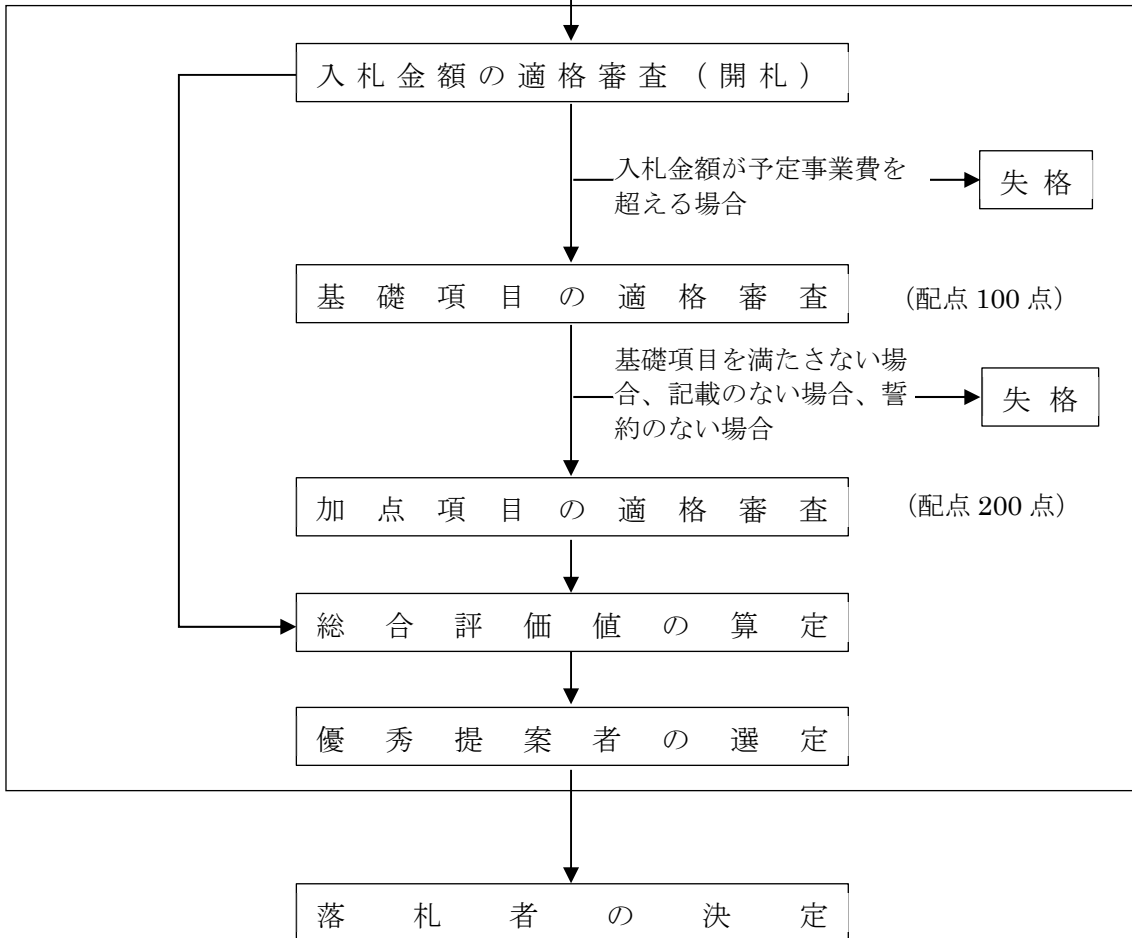 入札金額の適格審査（開札）
入札金額が予定事業費を
超える場合
失格
基礎項目の適格審査
（配点 100 点）
基礎項目を満たさない場
合、記載のない場合、誓
約のない場合
失格
加点項目の適格審査
（配点 200 点）
総合評価値の算定
優秀提案者の選定
落札者の決定